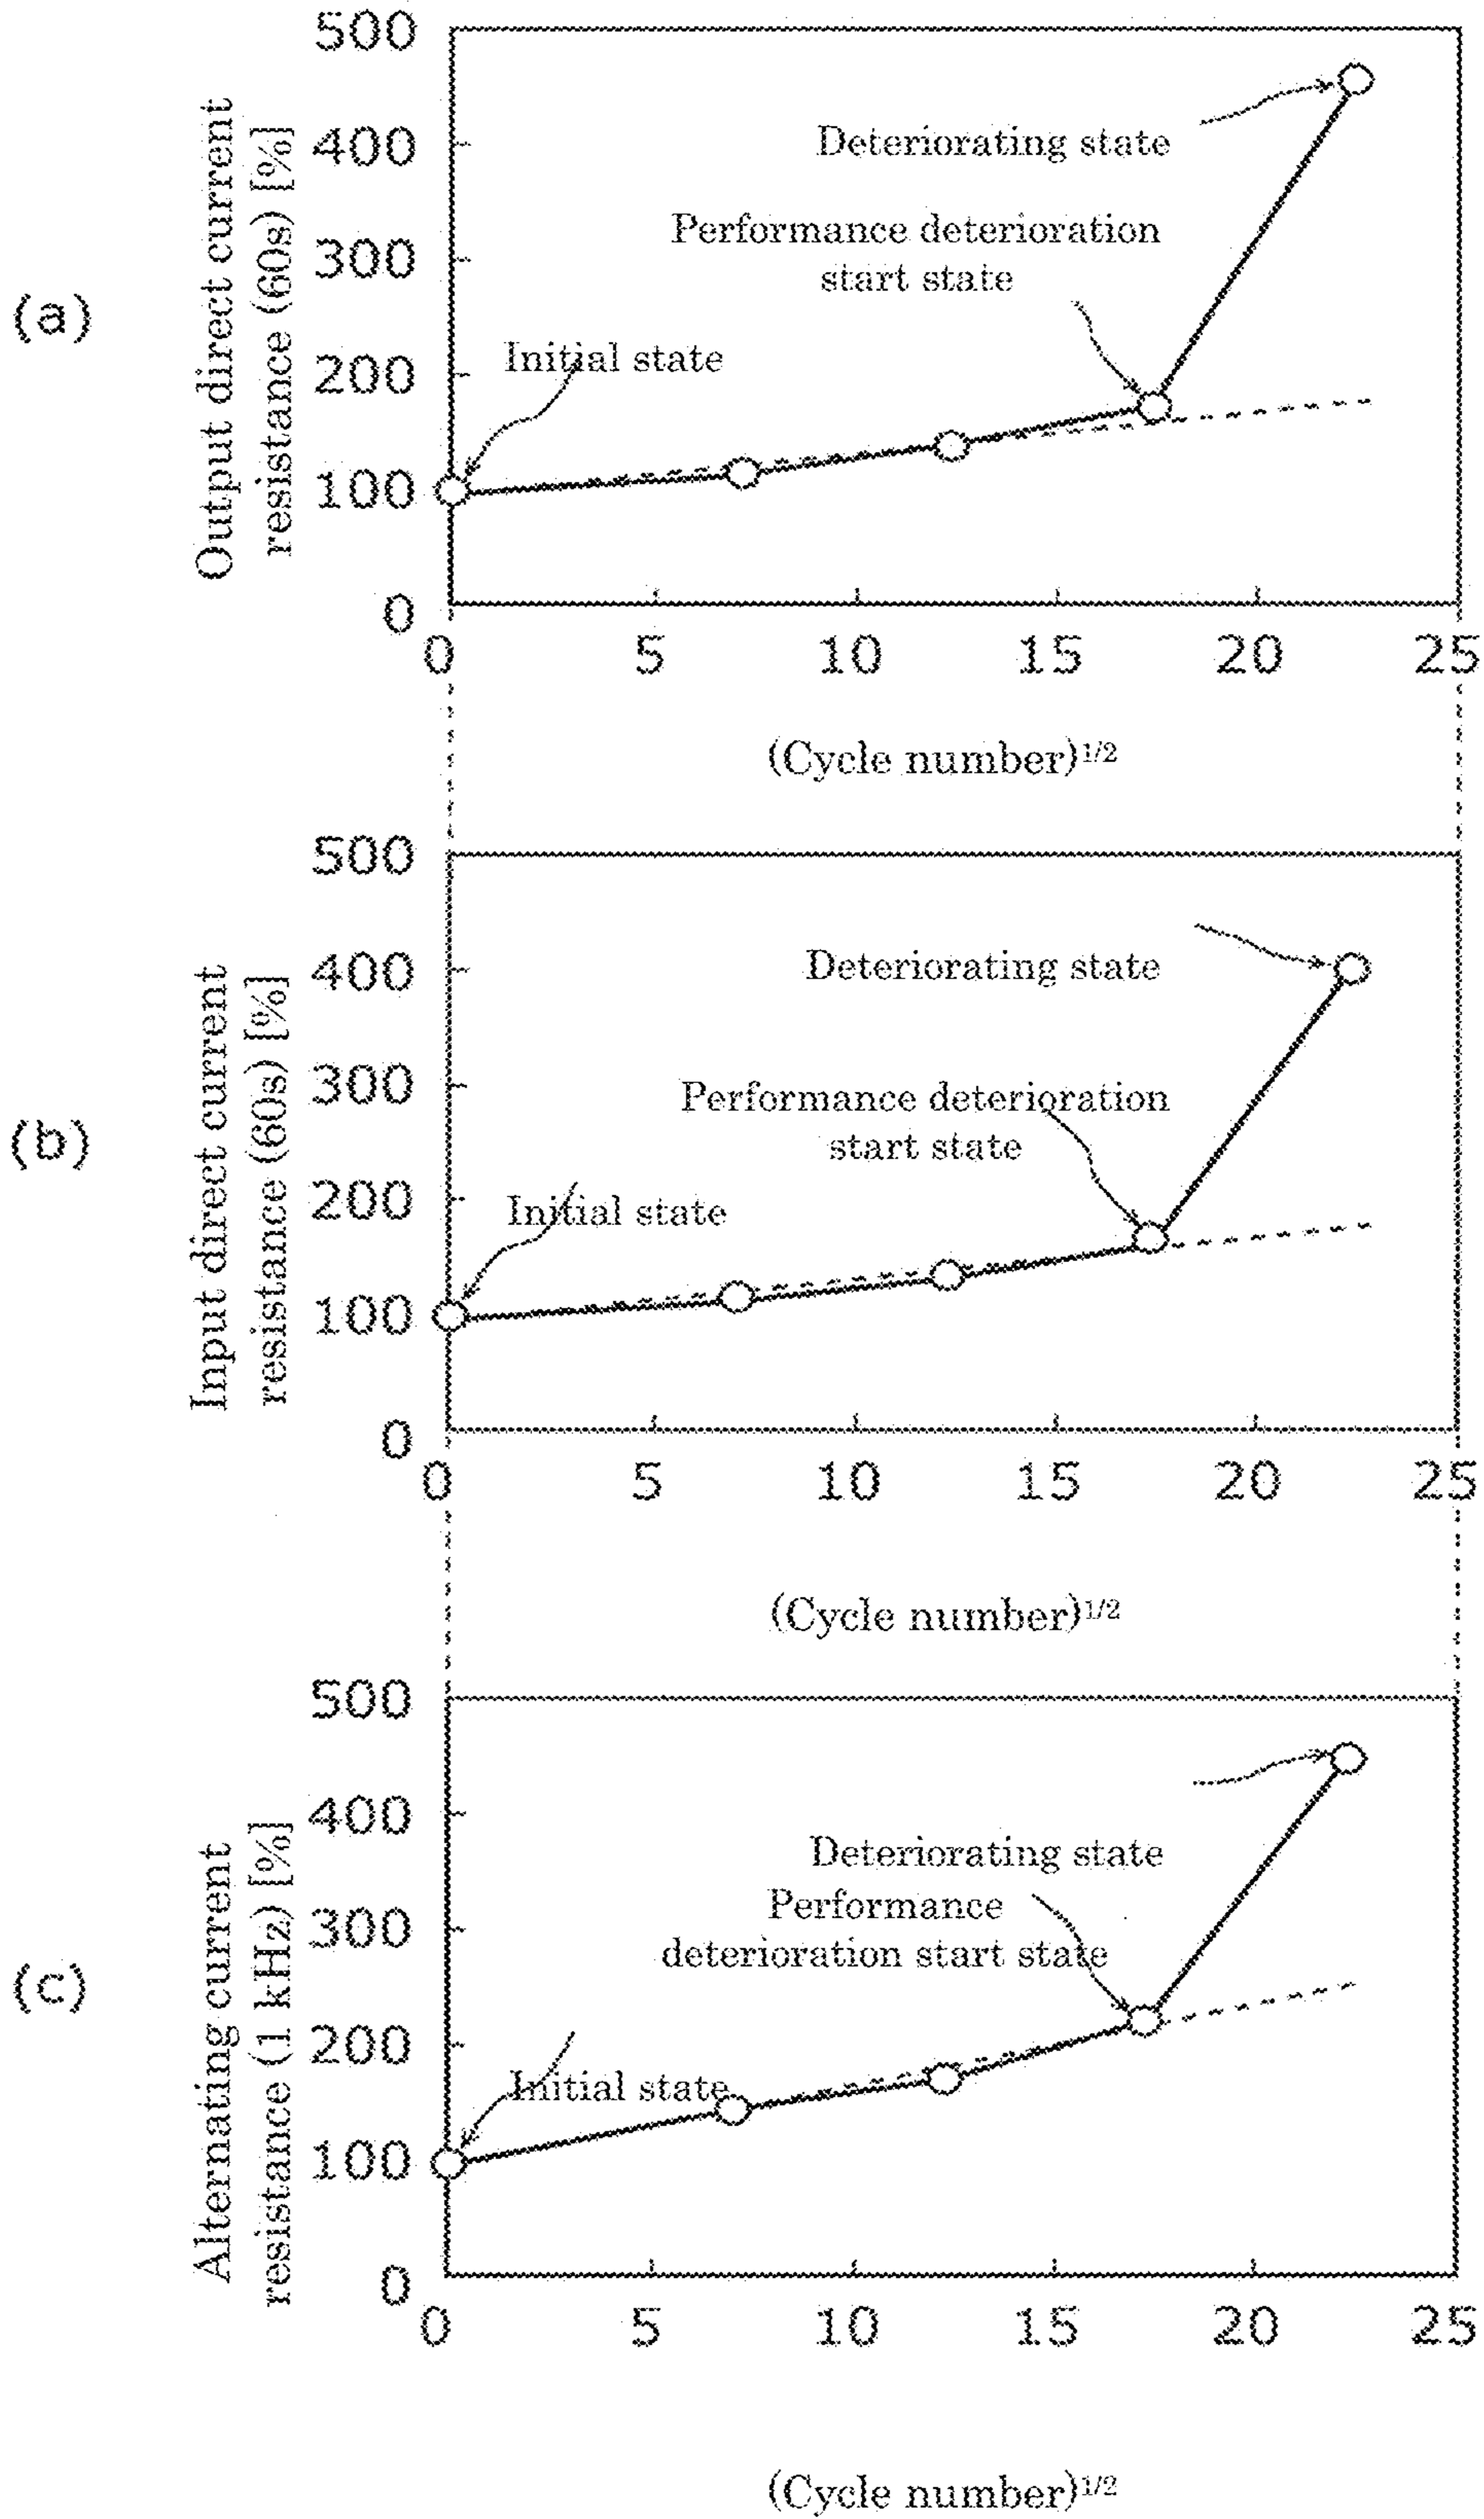 (a)
Output direct current
resistance (60s) [%]
500
400
300
200
100
0
Deteriorating state
Performance deterioration
start state
Initial state
0 5 10 15 20 25
(Cycle number)1/2
(b)
Input direct current
resistance (60s) [%]
500
400
300
200
100
0
Deteriorating state
Performance deterioration
start state
Initial state
0 5 10 15 20 25
(Cycle number)1/2
(c)
Alternating current
resistance (1 kHz) [%]
500
400
300
200
100
0
Deteriorating state
Performance
deterioration start state
Initial state
0 5 10 15 20 25
(Cycle number)1/2